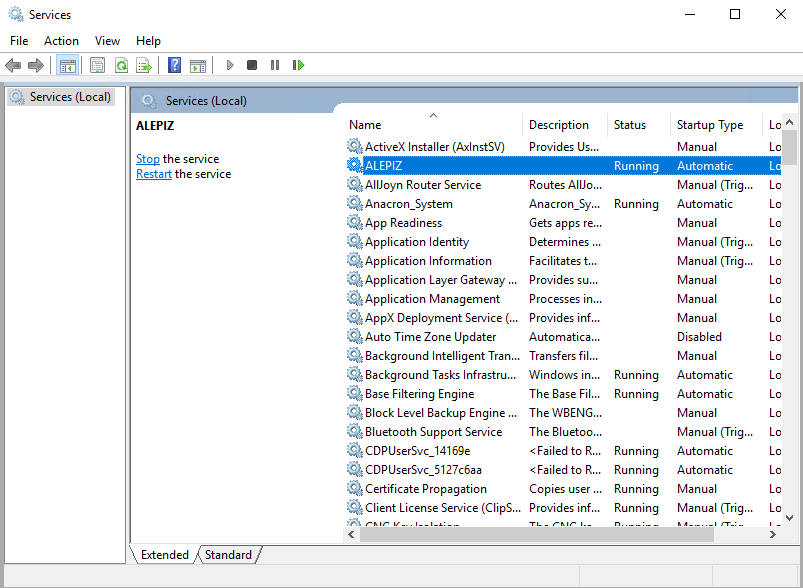 Services
File Action View Help
Services (Local)
Services (Local)
ALEPIZ
Stop the service
Restart the service
Name Description Status Startup Type Lo
ActiveX Installer (AxInstSV) Provides Us... Manual Lo
ALEPIZ Running Automatic Lo
AllJoyn Router Service Routes AllJo... Manual (Trig... Lo
Anacron_System Anacron_Sy... Running Automatic Lo
App Readiness Gets apps re... Manual Lo
Application Identity Determines ... Manual (Trig... Lo
Application Information Facilitates t... Manual (Trig... Lo
Application Layer Gateway ... Provides su... Manual Lo
Application Management Processes in... Manual Lo
AppX Deployment Service (... Provides inf... Manual Lo
Auto Time Zone Updater Automatica... Disabled Lo
Background Intelligent Tran... Transfers fil... Manual Lo
Background Tasks Infrastru... Windows in... Running Automatic Lo
Base Filtering Engine The Base Fil... Running Automatic Lo
Block Level Backup Engine ... The WBENG... Manual Lo
Bluetooth Support Service The Bluetoo... Manual (Trig... Lo
CDPUserSvc_14169e <Failed to R... Running Automatic Lo
CDPUserSvc_5127c6aa <Failed to R... Running Automatic Lo
Certificate Propagation Copies user ... Running Manual Lo
Client License Service (ClipS... Provides inf... Manual (Trig... Lo
CNG Key Isolation The CNG ke... Running Manual (Trig... Lo
Extended Standard